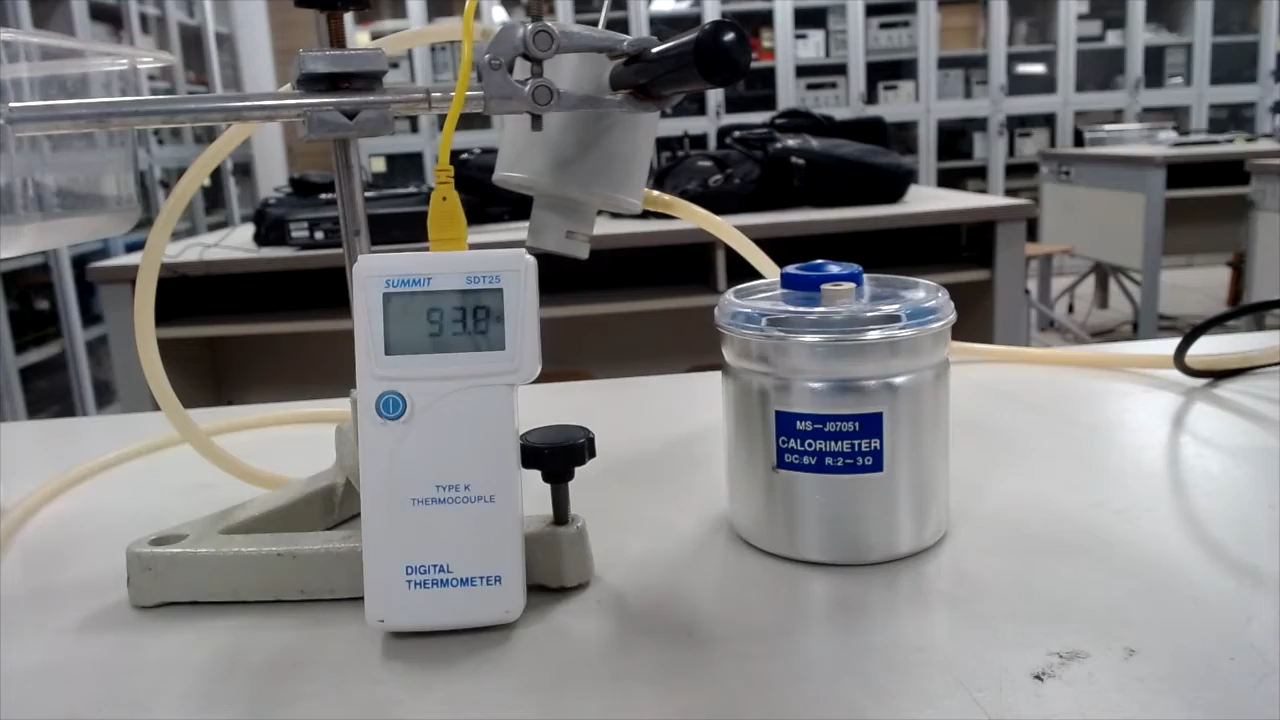 SUMMIT SDT25
93.8
TYPE K
THERMOCOUPLE
DIGITAL
THERMOMETER
MS-J07051
CALORIMETER
DC:6V R:2~3Ω